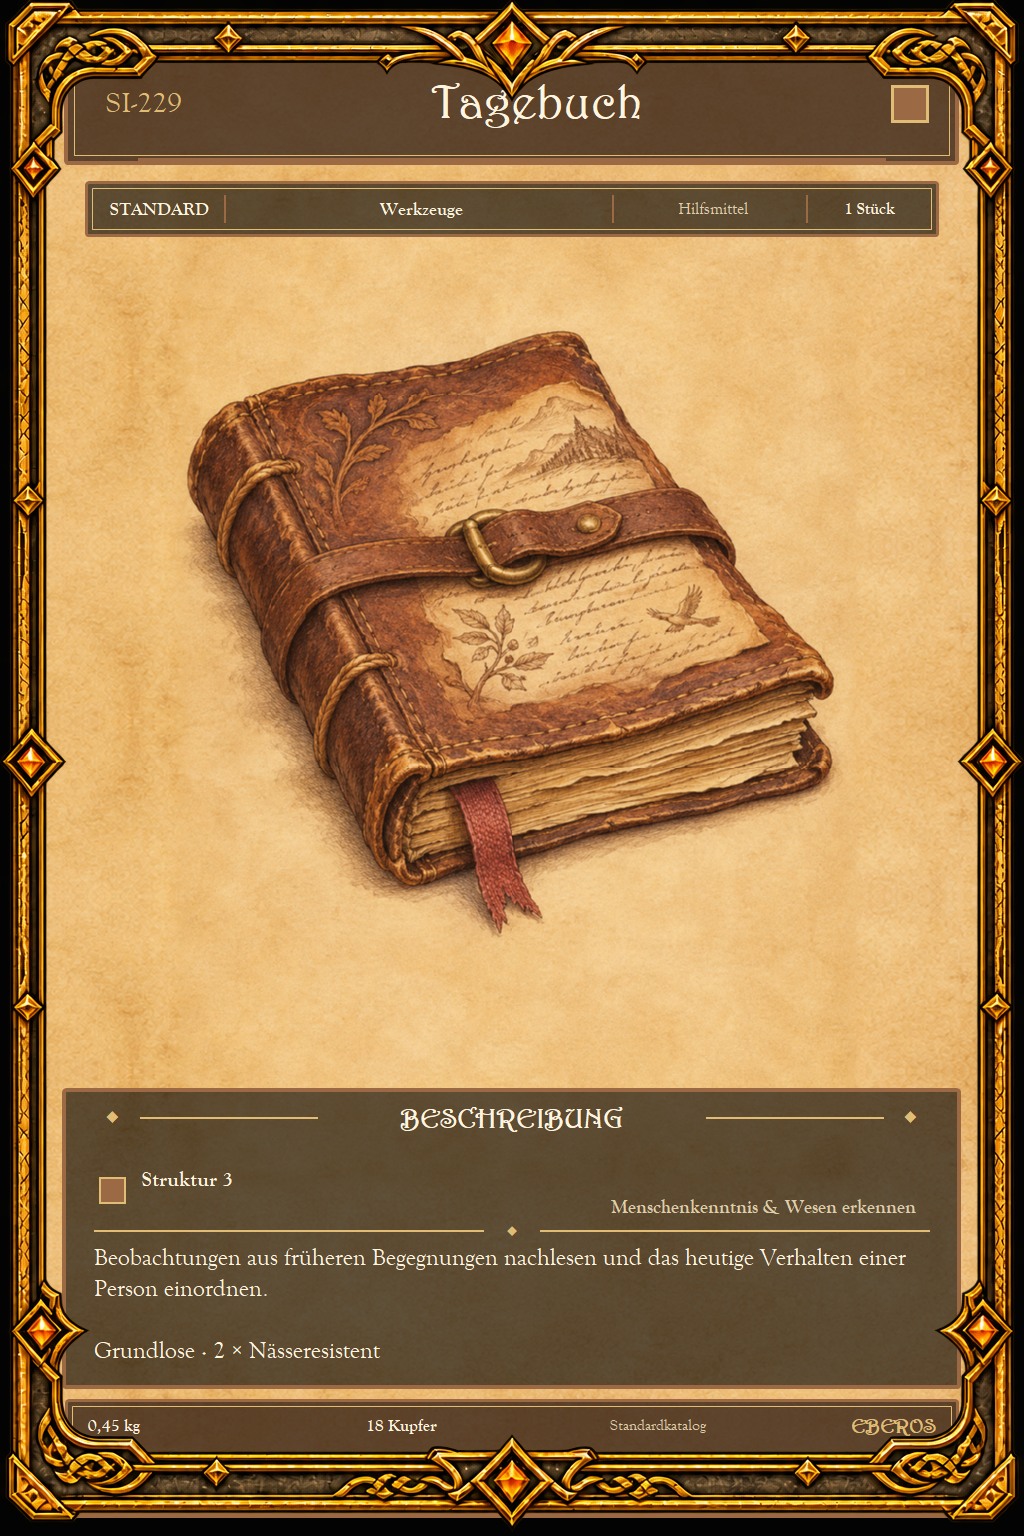 SI-229
Tagebuch
STANDARD
Werkzeuge
Hilfsmittel
1 Stück
BESCHREIBUNG
Struktur 3
Menschenkenntnis & Wesen erkennen
Beobachtungen aus früheren Begegnungen nachlesen und das heutige Verhalten einer
Person einordnen.
Grundlose · 2 × Nässeresistent
0,45 kg
18 Kupfer
Standardkatalog
EBEROS